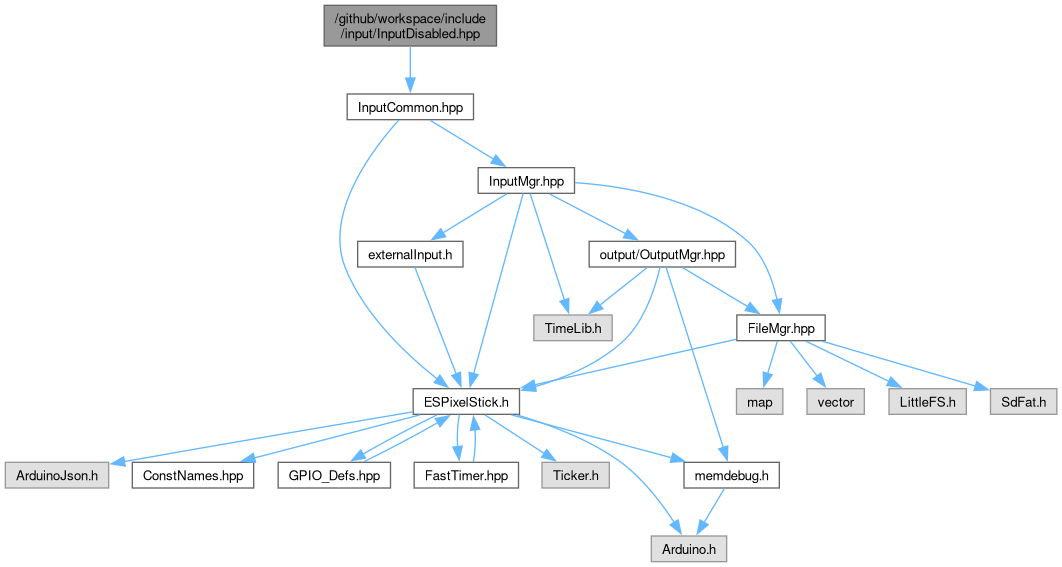 /github/workspace/include
/input/InputDisabled.hpp
InputCommon.hpp
InputMgr.hpp
externalInput.h
output/OutputMgr.hpp
TimeLib.h
FileMgr.hpp
ESPixelStick.h
map
vector
LittleFS.h
SdFat.h
ArduinoJson.h
ConstNames.hpp
GPIO_Defs.hpp
FastTimer.hpp
Ticker.h
memdebug.h
Arduino.h